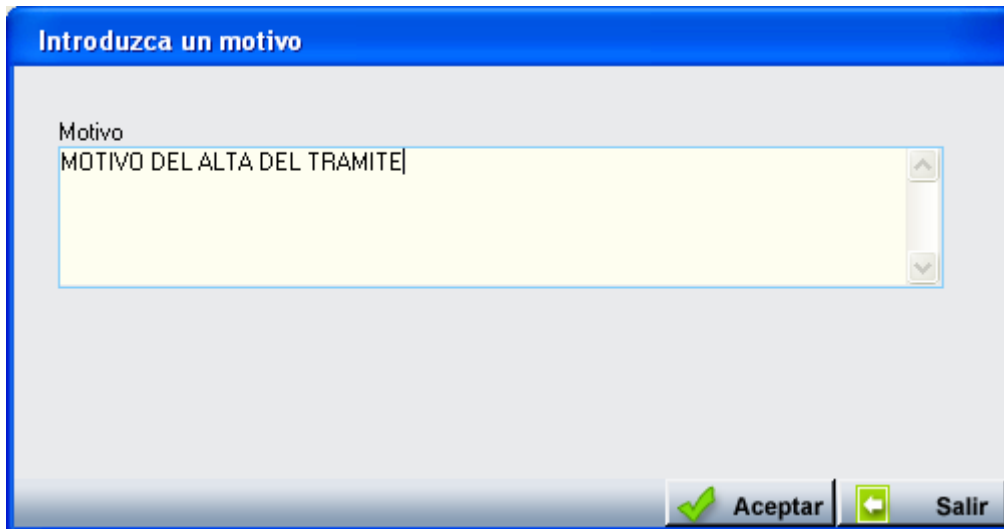 Introduzca un motivo
Motivo
MOTIVO DEL ALTA DEL TRAMITE
Aceptar
Salir